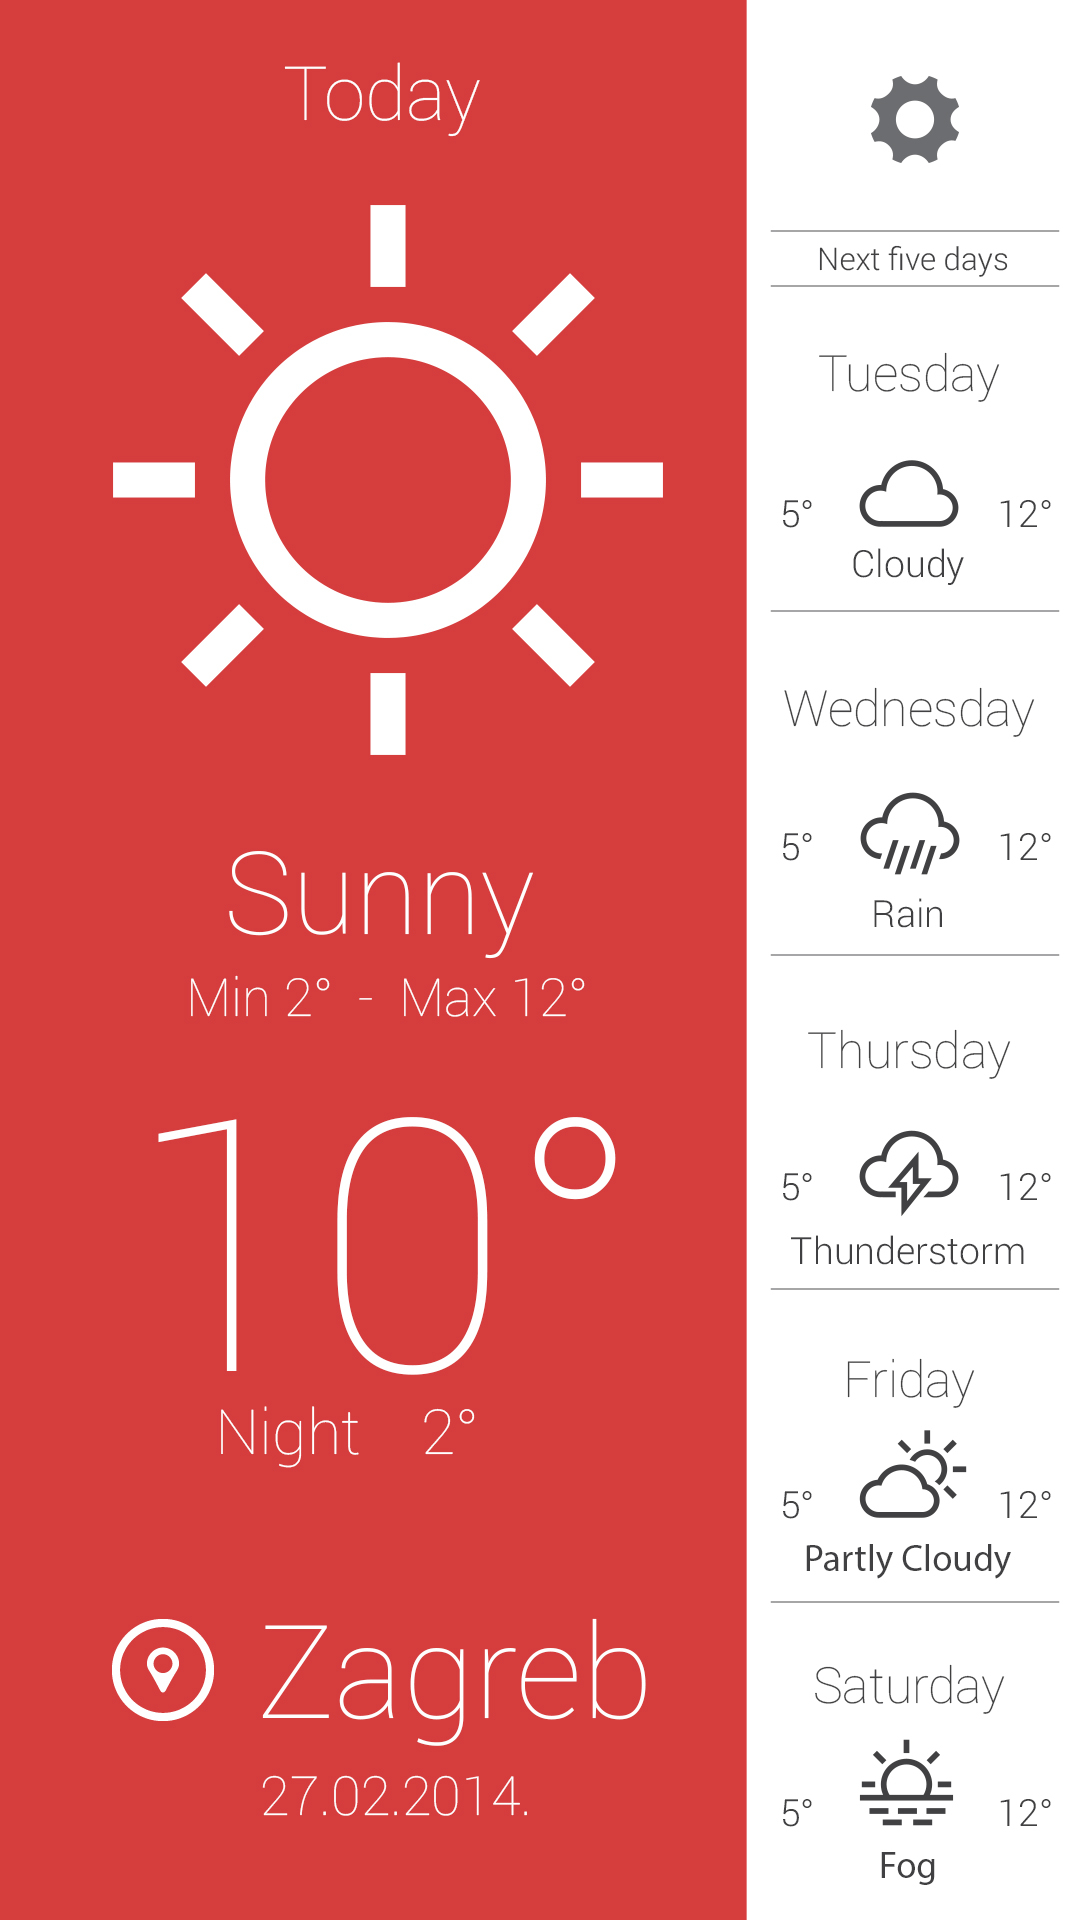 Today
Sunny
Min 2° - Max 12°
10°
Night 2°
Zagreb
27.02.2014.
Next five days
Tuesday
5° 12°
Cloudy
Wednesday
5° 12°
Rain
Thursday
5° 12°
Thunderstorm
Friday
5° 12°
Partly Cloudy
Saturday
5° 12°
Fog